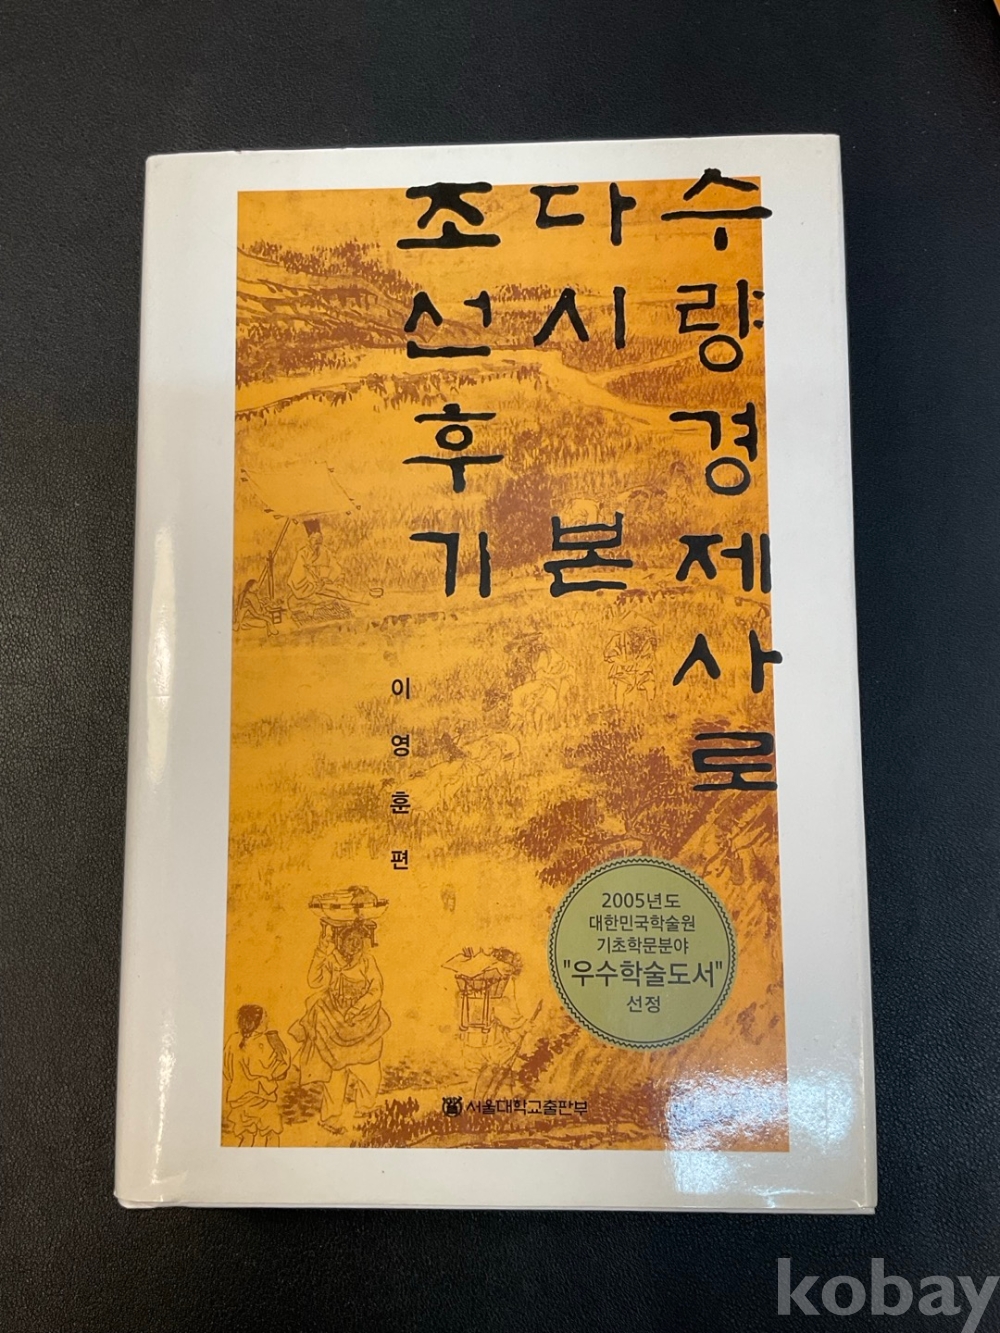 수량경제사로
다시 본
조선후기
이영훈 편
2005년도
대한민국학술원
기초학문분야
"우수학술도서"
선정
서울대학교출판부
kobay